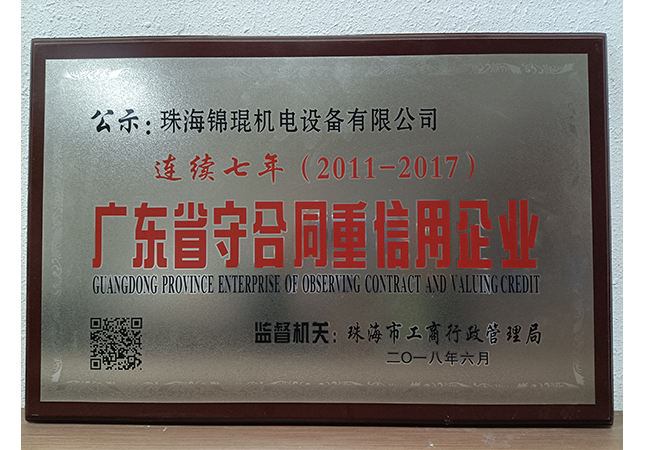 公示：珠海锦琨机电设备有限公司
连续七年（2011-2017）
广东省守合同重信用企业
GUANGDONG PROVINCE ENTERPRISE OF OBSERVING CONTRACT AND VALUING CREDIT
监督机关：珠海市工商行政管理局
二〇一八年六月